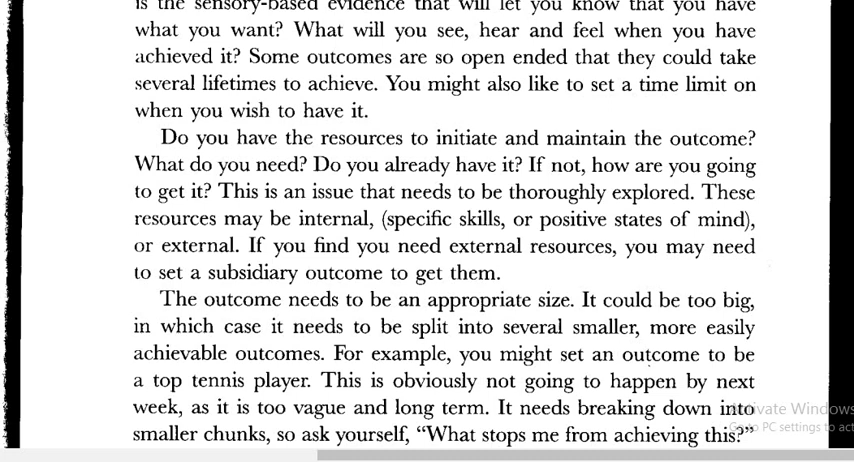 is the sensory-based evidence that will let you know that you have
what you want? What will you see, hear and feel when you have
achieved it? Some outcomes are so open ended that they could take
several lifetimes to achieve. You might also like to set a time limit on
when you wish to have it.
Do you have the resources to initiate and maintain the outcome?
What do you need? Do you already have it? If not, how are you going
to get it? This is an issue that needs to be thoroughly explored. These
resources may be internal, (specific skills, or positive states of mind),
or external. If you find you need external resources, you may need
to set a subsidiary outcome to get them.
The outcome needs to be an appropriate size. It could be too big,
in which case it needs to be split into several smaller, more easily
achievable outcomes. For example, you might set an outcome to be
a top tennis player. This is obviously not going to happen by next
week, as it is too vague and long term. It needs breaking down into
Activate Windows
smaller chunks, so ask yourself, “What stops me from achieving this?”
Go to PC settings to act